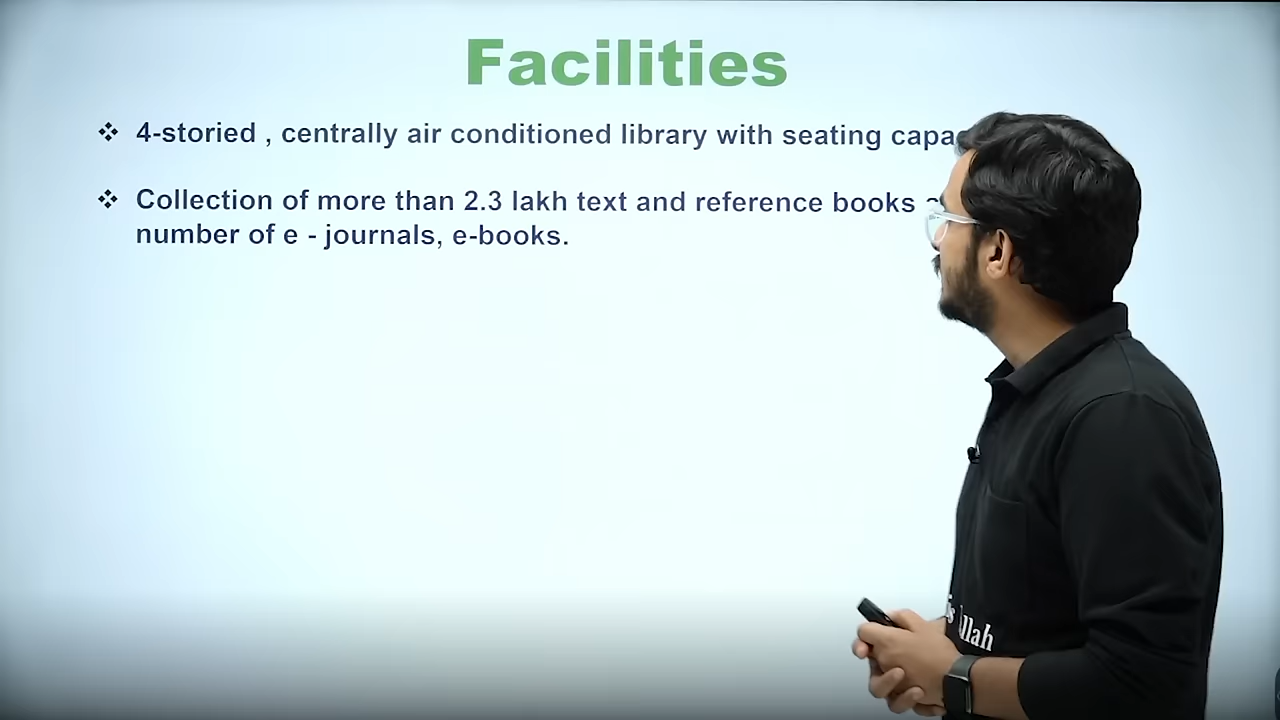 Facilities
4-storied , centrally air conditioned library with seating
Collection of more than 2.3 lakh text and reference books
number of e - journals, e-books.